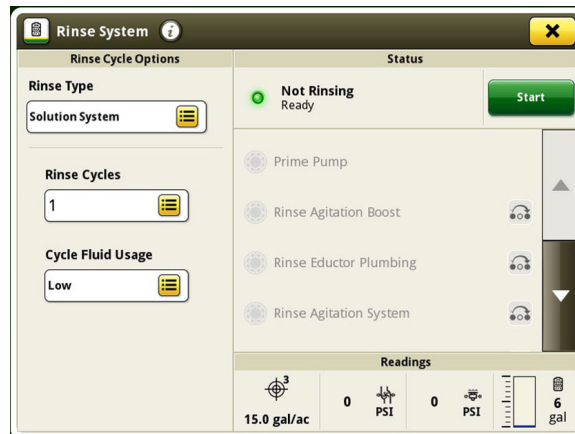 Rinse System
Rinse Cycle Options
Rinse Type
Solution System
Rinse Cycles
1
Cycle Fluid Usage
Low
Status
Not Rinsing
Ready
Start
Prime Pump
Rinse Agitation Boost
Rinse Eductor Plumbing
Rinse Agitation System
Readings
3
15.0 gal/ac
0 PSI
0 PSI
6
gal